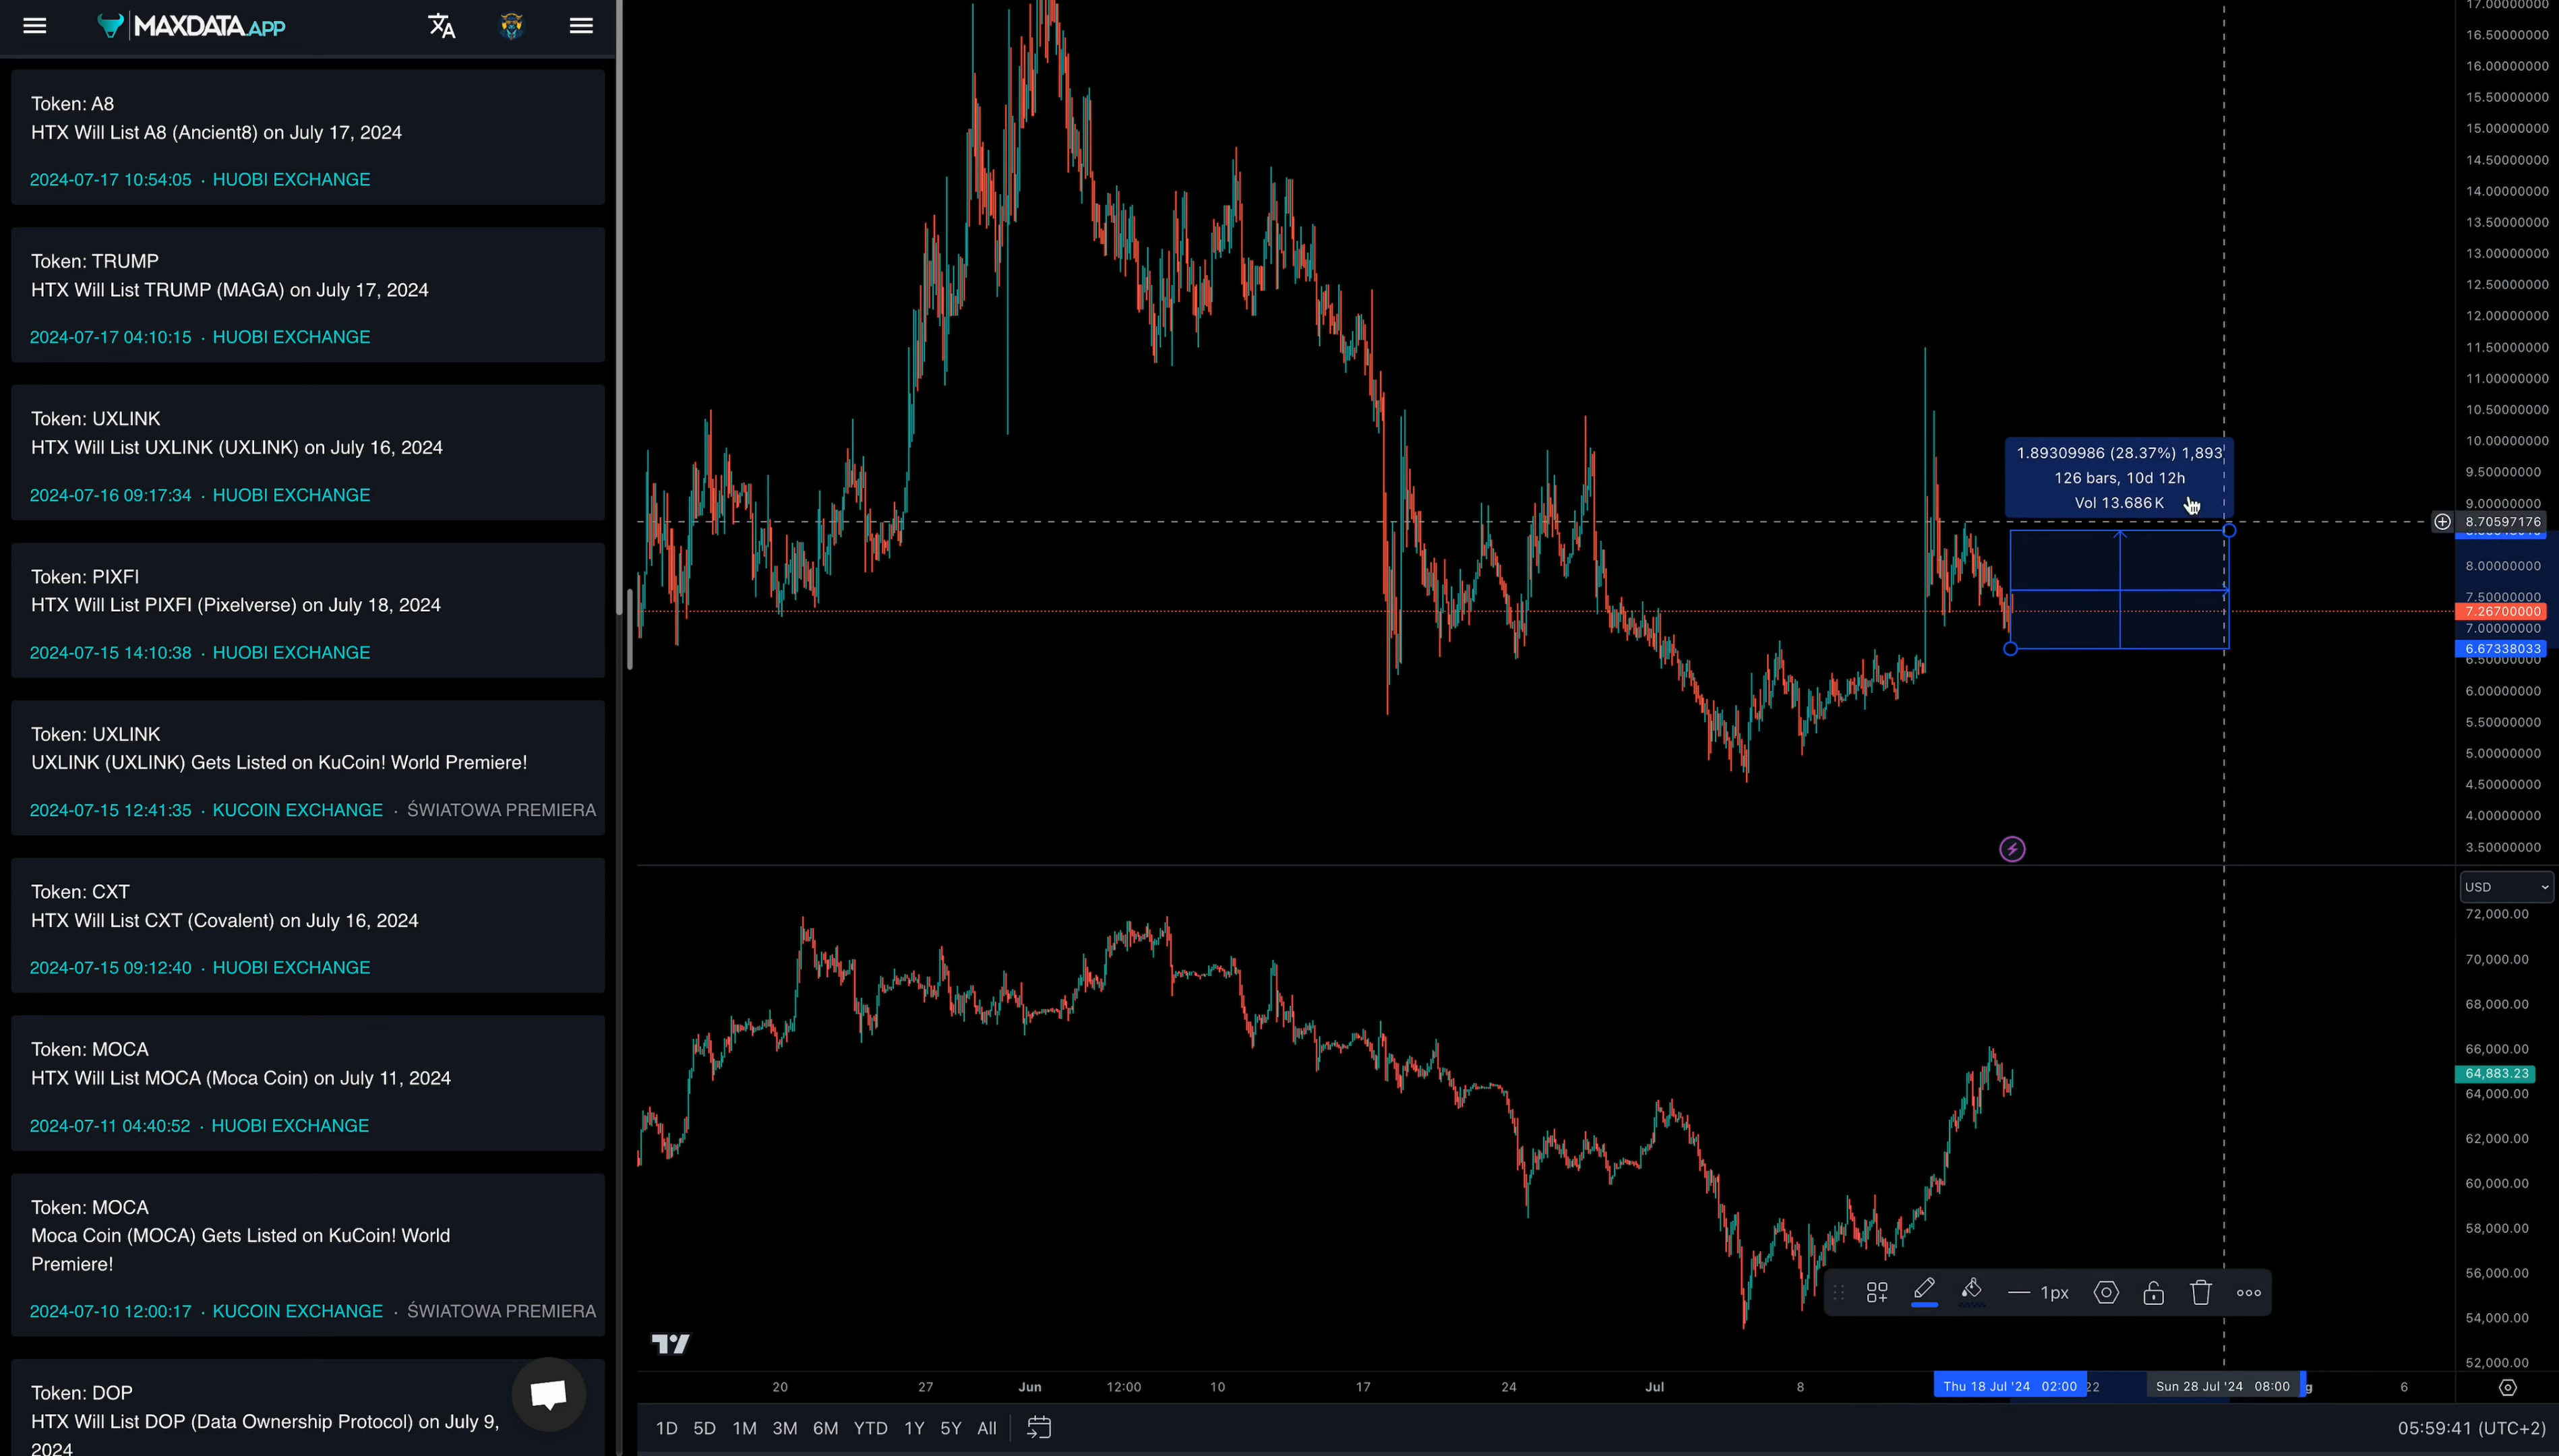 MAXDATA.APP
Token: A8
HTX Will List A8 (Ancient8) on July 17, 2024
2024-07-17 10:54:05 · HUOBI EXCHANGE
Token: TRUMP
HTX Will List TRUMP (MAGA) on July 17, 2024
2024-07-17 04:10:15 · HUOBI EXCHANGE
Token: UXLINK
HTX Will List UXLINK (UXLINK) on July 16, 2024
2024-07-16 09:17:34 · HUOBI EXCHANGE
Token: PIXFI
HTX Will List PIXFI (Pixelverse) on July 18, 2024
2024-07-15 14:10:38 · HUOBI EXCHANGE
Token: UXLINK
UXLINK (UXLINK) Gets Listed on KuCoin! World Premiere!
2024-07-15 12:41:35 · KUCOIN EXCHANGE · ŚWIATOWA PREMIERA
Token: CXT
HTX Will List CXT (Covalent) on July 16, 2024
2024-07-15 09:12:40 · HUOBI EXCHANGE
Token: MOCA
HTX Will List MOCA (Moca Coin) on July 11, 2024
2024-07-11 04:40:52 · HUOBI EXCHANGE
Token: MOCA
Moca Coin (MOCA) Gets Listed on KuCoin! World
Premiere!
2024-07-10 12:00:17 · KUCOIN EXCHANGE · ŚWIATOWA PREMIERA
Token: DOP
HTX Will List DOP (Data Ownership Protocol) on July 9,
2024
17.00000000
16.50000000
16.00000000
15.50000000
15.00000000
14.50000000
14.00000000
13.50000000
13.00000000
12.50000000
12.00000000
11.50000000
11.00000000
10.50000000
10.00000000
9.50000000
9.00000000
8.70597176
8.00000000
7.50000000
7.26700000
7.00000000
6.67338033
6.50000000
6.00000000
5.50000000
5.00000000
4.50000000
4.00000000
3.50000000
1.89309986 (28.37%) 1,893
126 bars, 10d 12h
Vol 13.686 K
USD
72,000.00
70,000.00
68,000.00
66,000.00
64,883.23
64,000.00
62,000.00
60,000.00
58,000.00
56,000.00
54,000.00
52,000.00
1px
20 27 Jun 12:00 10 17 24 Jul 8 Thu 18 Jul '24 02:00 22 Sun 28 Jul '24 08:00 g 6
1D 5D 1M 3M 6M YTD 1Y 5Y All
05:59:41 (UTC+2)